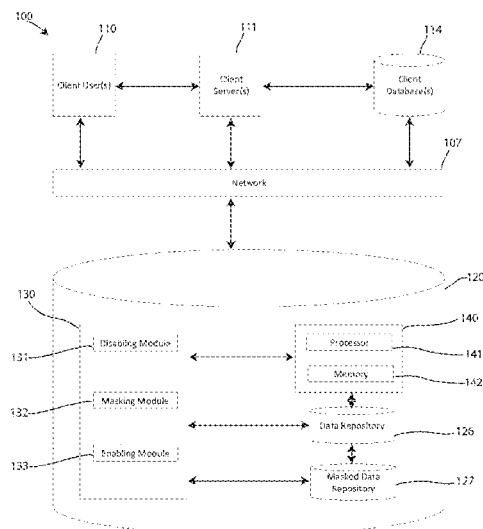 100
110
111
114
Client User(s)
Client
Server(s)
Client
Database(s)
107
Network
120
130
140
Disabling Module
Processor
131
141
Memory
142
Masking Module
132
Data Repository
126
Enabling Module
133
Masked Data
Repository
127